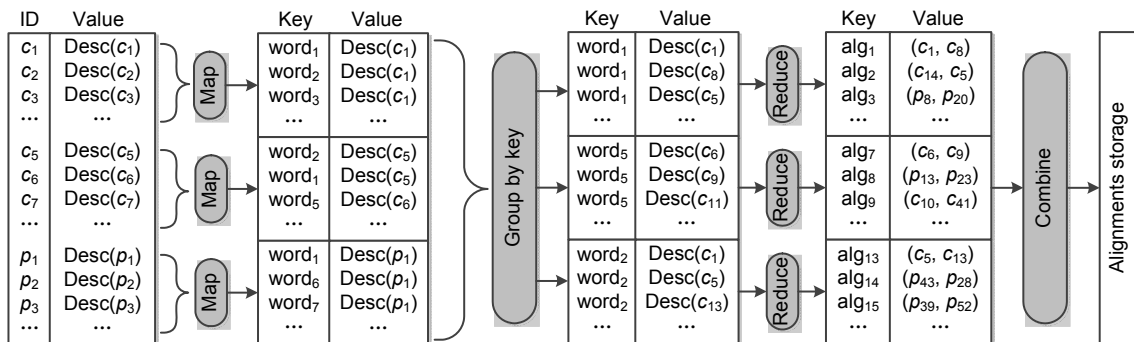 ID Value Key Value Key Value Key Value
c₁ Desc(c₁) word₁ Desc(c₁) word₁ Desc(c₁) alg₁ (c₁, c₈)
c₂ Desc(c₂) word₂ Desc(c₁) word₁ Desc(c₈) alg₂ (c₁₄, c₅)
c₃ Desc(c₃) word₃ Desc(c₁) word₁ Desc(c₅) alg₃ (p₈, p₂₀)
... ... ... ... ... ... ... ...
Map
Reduce
c₅ Desc(c₅) word₂ Desc(c₅) word₅ Desc(c₆) alg₇ (c₆, c₉)
c₆ Desc(c₆) word₁ Desc(c₅) word₅ Desc(c₉) alg₈ (p₁₃, p₂₃)
c₇ Desc(c₇) word₅ Desc(c₆) word₅ Desc(c₁₁) alg₉ (c₁₀, c₄₁)
... ... ... ... ... ... ... ...
Map
Group by key
Reduce
Combine
Alignments storage
p₁ Desc(p₁) word₁ Desc(p₁) word₂ Desc(c₁) alg₁₃ (c₅, c₁₃)
p₂ Desc(p₂) word₆ Desc(p₁) word₂ Desc(c₅) alg₁₄ (p₄₃, p₂₈)
p₃ Desc(p₃) word₇ Desc(p₁) word₂ Desc(c₁₃) alg₁₅ (p₃₉, p₅₂)
... ... ... ... ... ... ... ...
Map
Reduce